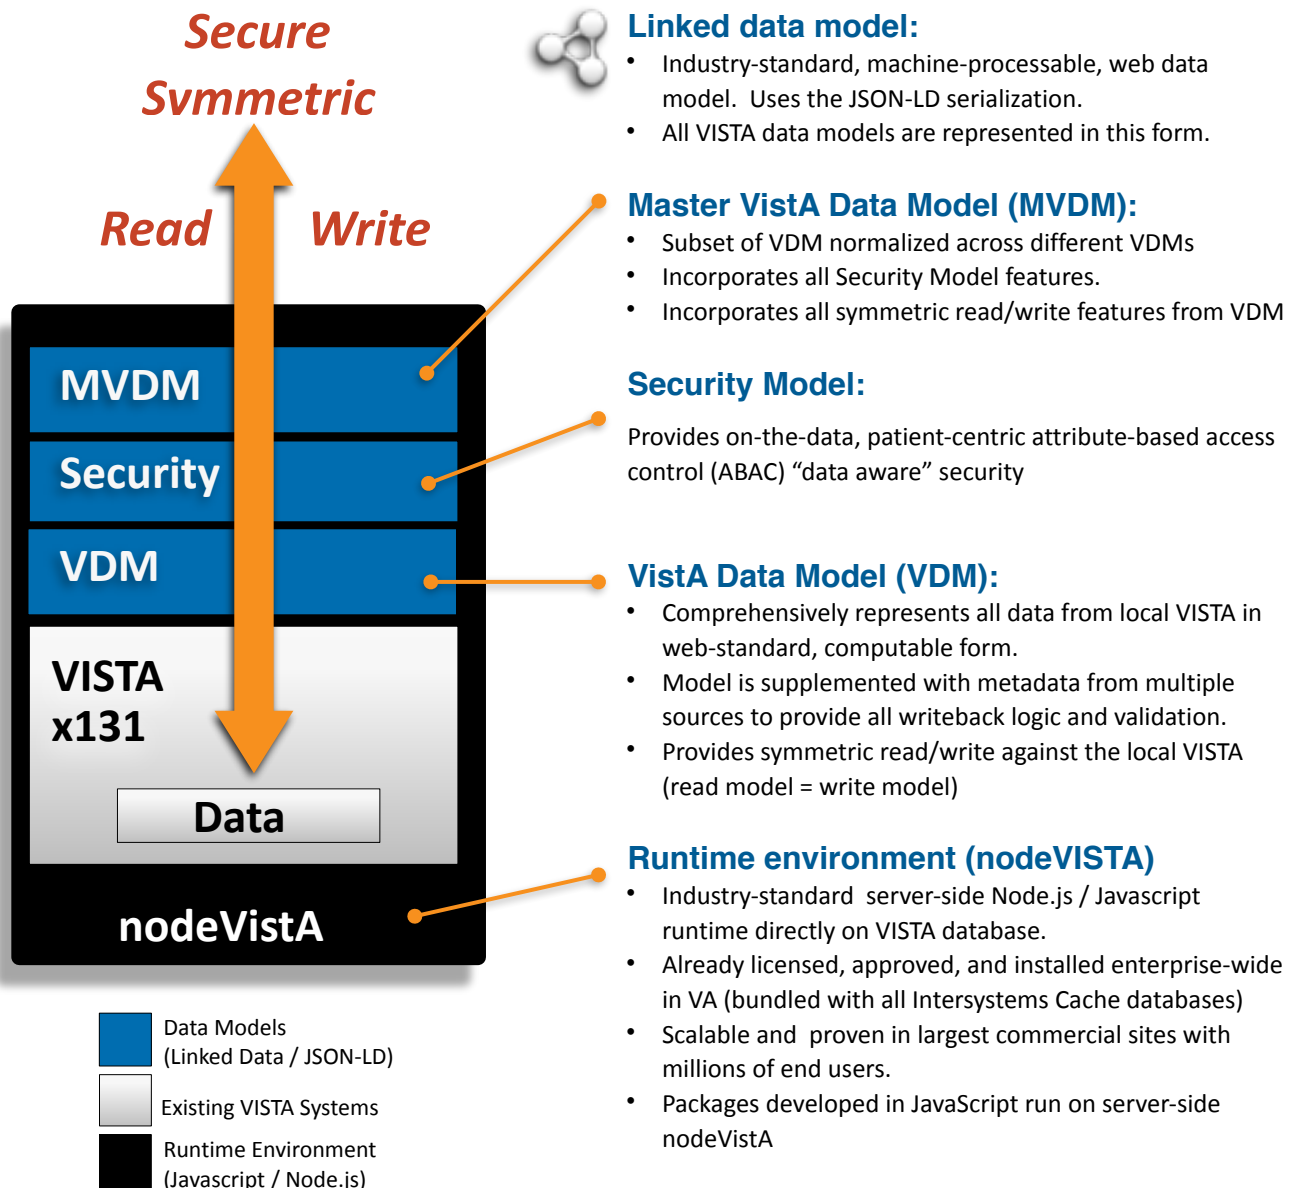 Secure
Symmetric
Read Write
MVDM
Security
VDM
VISTA
x131
Data
nodeVistA
Data Models
(Linked Data / JSON-LD)
Existing VISTA Systems
Runtime Environment
(Javascript / Node.js)
Linked data model:
• Industry-standard, machine-processable, web data
model. Uses the JSON-LD serialization.
• All VISTA data models are represented in this form.
Master VistA Data Model (MVDM):
• Subset of VDM normalized across different VDMs
• Incorporates all Security Model features.
• Incorporates all symmetric read/write features from VDM
Security Model:
Provides on-the-data, patient-centric attribute-based access
control (ABAC) “data aware” security
VistA Data Model (VDM):
• Comprehensively represents all data from local VISTA in
web-standard, computable form.
• Model is supplemented with metadata from multiple
sources to provide all writeback logic and validation.
• Provides symmetric read/write against the local VISTA
(read model = write model)
Runtime environment (nodeVISTA)
• Industry-standard server-side Node.js / Javascript
runtime directly on VISTA database.
• Already licensed, approved, and installed enterprise-wide
in VA (bundled with all Intersystems Cache databases)
• Scalable and proven in largest commercial sites with
millions of end users.
• Packages developed in JavaScript run on server-side
nodeVistA